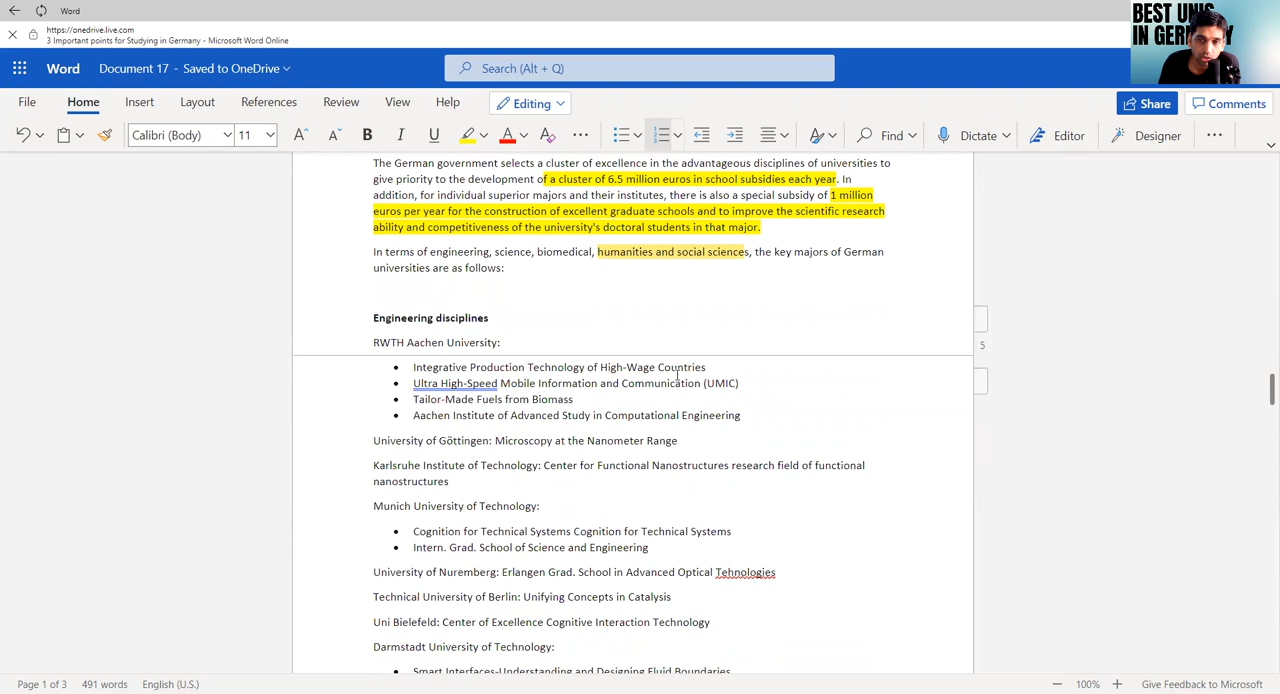 Word
https://onedrive.live.com
3 Important points for Studying in Germany - Microsoft Word Online
BEST UNIS
IN GERMANY
Word
Document 17 - Saved to OneDrive
Search (Alt + Q)
File Home Insert Layout References Review View Help Editing Share Comments
Calibri (Body) 11 A A B I U A A Find Dictate Editor Designer
The German government selects a cluster of excellence in the advantageous disciplines of universities to
give priority to the development of a cluster of 6.5 million euros in school subsidies each year. In
addition, for individual superior majors and their institutes, there is also a special subsidy of 1 million
euros per year for the construction of excellent graduate schools and to improve the scientific research
ability and competitiveness of the university's doctoral students in that major.
In terms of engineering, science, biomedical, humanities and social sciences, the key majors of German
universities are as follows:
Engineering disciplines
RWTH Aachen University:
5
• Integrative Production Technology of High-Wage Countries
• Ultra High-Speed Mobile Information and Communication (UMIC)
• Tailor-Made Fuels from Biomass
• Aachen Institute of Advanced Study in Computational Engineering
University of Göttingen: Microscopy at the Nanometer Range
Karlsruhe Institute of Technology: Center for Functional Nanostructures research field of functional
nanostructures
Munich University of Technology:
• Cognition for Technical Systems Cognition for Technical Systems
• Intern. Grad. School of Science and Engineering
University of Nuremberg: Erlangen Grad. School in Advanced Optical Tehnologies
Technical University of Berlin: Unifying Concepts in Catalysis
Uni Bielefeld: Center of Excellence Cognitive Interaction Technology
Darmstadt University of Technology:
• Smart Interfaces-Understanding and Designing Fluid Boundaries
Page 1 of 3 491 words English (U.S.) 100% Give Feedback to Microsoft